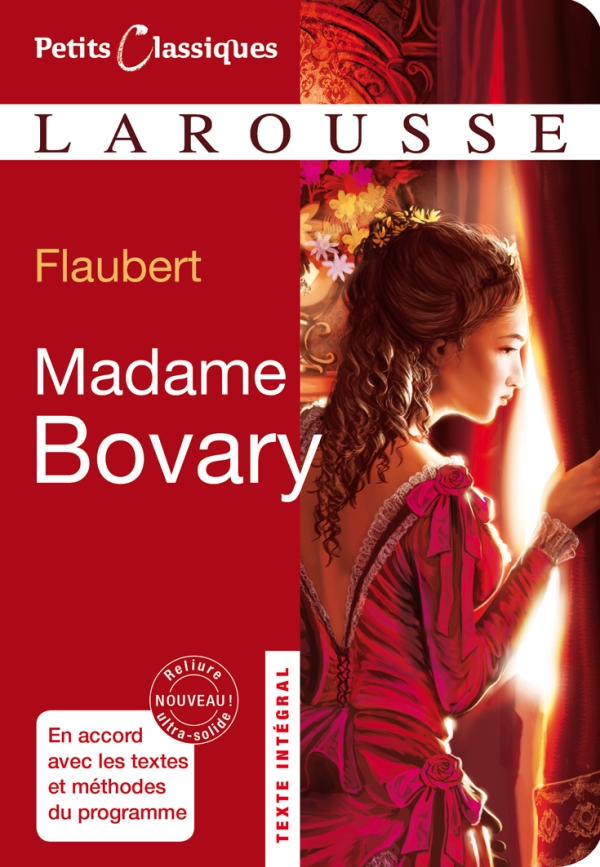 Petits Classiques
LAROUSSE
Flaubert
Madame
Bovary
Reliure
NOUVEAU !
ultra-solide
En accord
avec les textes
et méthodes
du programme
TEXTE INTÉGRAL